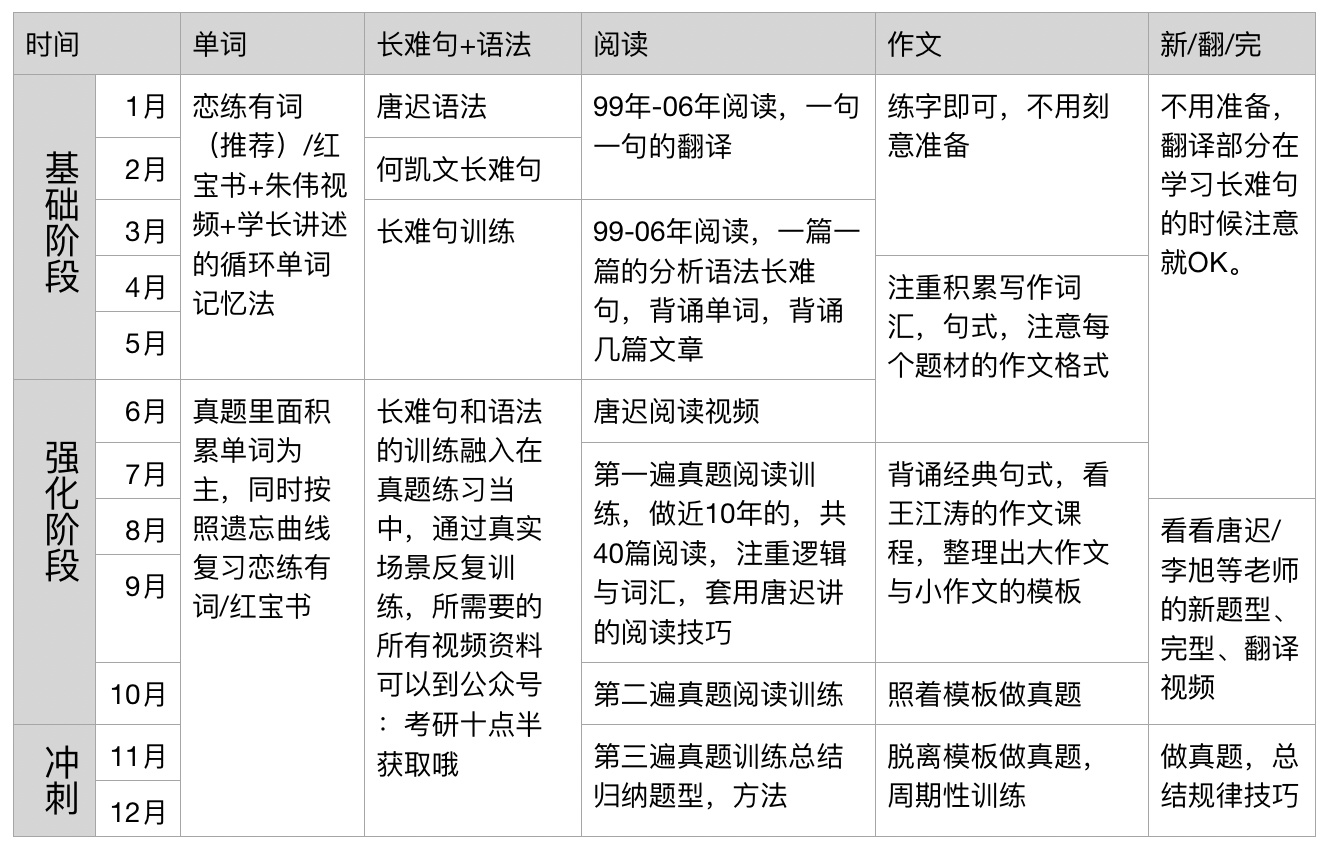 时间
单词
长难句+语法
阅读
作文
新/翻/完
基础阶段
1月
2月
3月
4月
5月
恋练有词
（推荐）/红
宝书+朱伟视
频+学长讲述
的循环单词
记忆法
唐迟语法
何凯文长难句
长难句训练
99年-06年阅读，一句
一句的翻译
99-06年阅读，一篇一
篇的分析语法长难
句，背诵单词，背诵
几篇文章
练字即可，不用刻
意准备
注重积累写作词
汇，句式，注意每
个题材的作文格式
不用准备，
翻译部分在
学习长难句
的时候注意
就OK。
强化阶段
6月
7月
8月
9月
10月
真题里面积
累单词为
主，同时按
照遗忘曲线
复习恋练有
词/红宝书
长难句和语法
的训练融入在
真题练习当
中，通过真实
场景反复训
练，所需要的
所有视频资料
可以到公众号
：考研十点半
获取哦
唐迟阅读视频
第一遍真题阅读训
练，做近10年的，共
40篇阅读，注重逻辑
与词汇，套用唐迟讲
的阅读技巧
第二遍真题阅读训练
背诵经典句式，看
王江涛的作文课
程，整理出大作文
与小作文的模板
照着模板做真题
看看唐迟/
李旭等老师
的新题型、
完型、翻译
视频
冲刺
11月
12月
第三遍真题训练总结
归纳题型，方法
脱离模板做真题，
周期性训练
做真题，总
结规律技巧